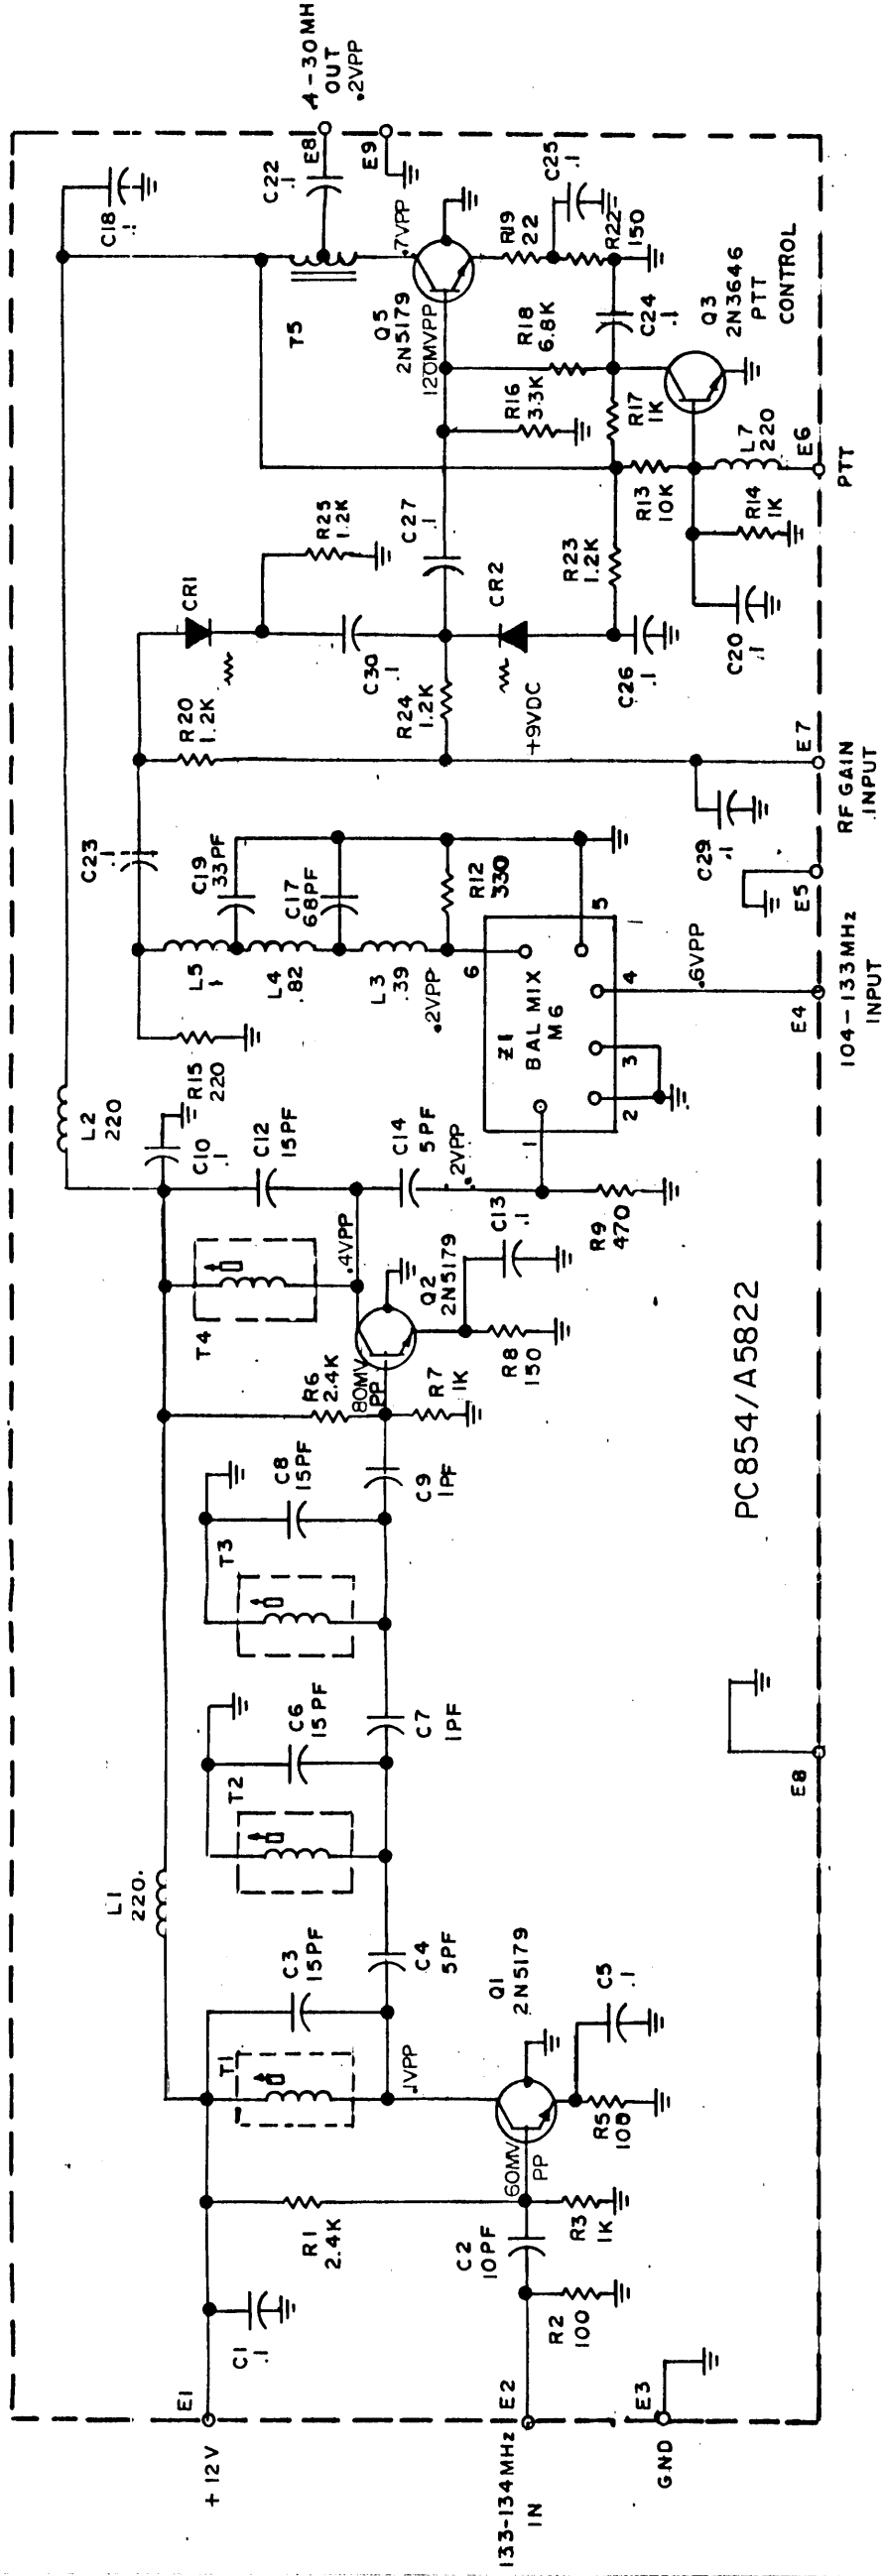 +12V
E1
C1
.1
R1
2.4K
T1
C3
15PF
.1VPP
L1
220.
C4
5PF
T2
C6
15PF
C7
1PF
T3
C8
15PF
C9
1PF
133-134MHz
IN
E2
R2
100
C2
10PF
R3
1K
60MV
PP
Q1
2N5179
R5
100
C5
.1
GND
E3
R6
2.4K
80MV
PP
R7
1K
T4
.4VPP
Q2
2N5179
R8
150
C13
.1
L2
220
C10
.1
C12
15PF
C14
5PF
.2VPP
R9
470
R15
220
L5
1
L4
.82
L3
.39
.2VPP
C19
33PF
C17
68PF
R12
330
Z1
BAL MIX
M6
1
2
3
4
5
6
.6VPP
E8
E4
104-133MHz
INPUT
E5
C23
.1
R20
1.2K
CR1
R25
1.2K
C30
.1
R24
1.2K
+9VDC
CR2
C27
.1
C26
.1
R23
1.2K
C29
.1
E7
RF GAIN
INPUT
C18
.1
T5
C22
.1
E8
.4-30MH
OUT
.2VPP
E9
.7VPP
Q5
2N5179
120MVPP
R19
22
C25
.1
R22
150
R18
6.8K
R16
3.3K
C24
.1
R17
1K
Q3
2N3646
PTT
CONTROL
R13
10K
L7
220
R14
1K
C20
.1
E6
PTT
PC854/A5822